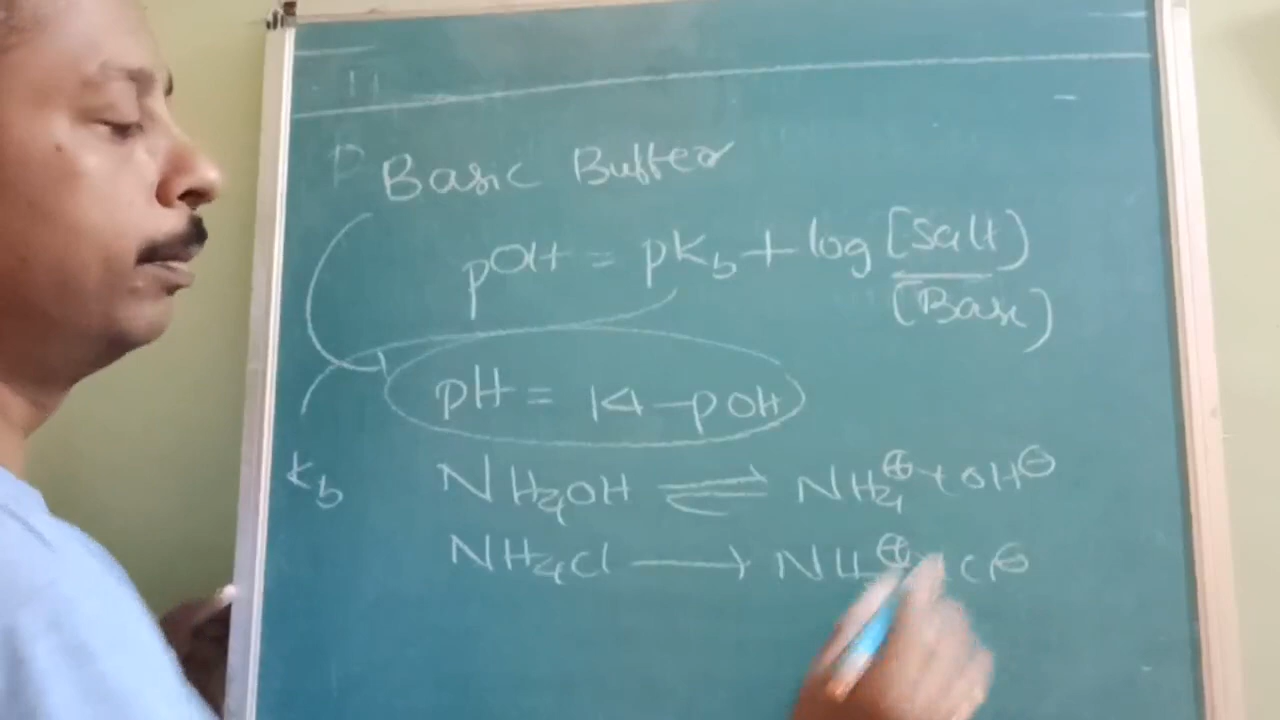 Basic Buffer
pOH = pKb + log [Salt]
[Base]
pH = 14 - pOH
Kb
NH4OH ⇌ NH4⊕ + OH⊖
NH4Cl ⟶ NH4⊕ + Cl⊖